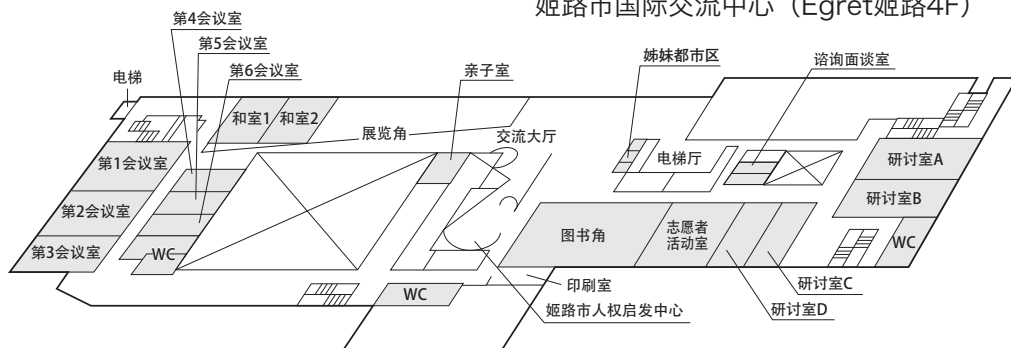 姬路市国际交流中心（Egret姬路4F）
第4会议室
第5会议室
第6会议室
电梯
和室1
和室2
展览角
亲子室
交流大厅
姊妹都市区
谘询面谈室
电梯厅
第1会议室
第2会议室
第3会议室
WC
研讨室A
研讨室B
WC
图书角
志愿者
活动室
研讨室C
研讨室D
印刷室
WC
姬路市人权启发中心